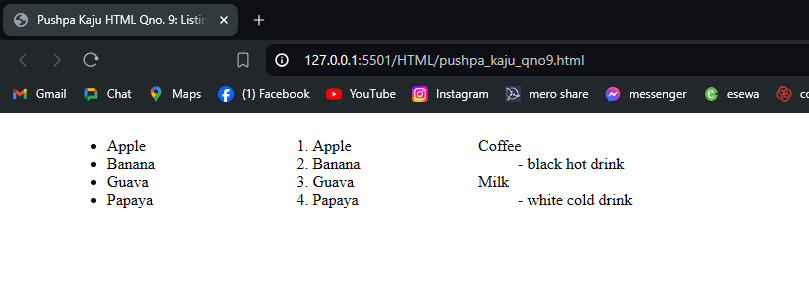 Pushpa Kaju HTML Qno. 9: Listin
127.0.0.1:5501/HTML/pushpa_kaju_qno9.html
Gmail Chat Maps (1) Facebook YouTube Instagram mero share messenger esewa
• Apple
• Banana
• Guava
• Papaya
1. Apple
2. Banana
3. Guava
4. Papaya
Coffee
- black hot drink
Milk
- white cold drink